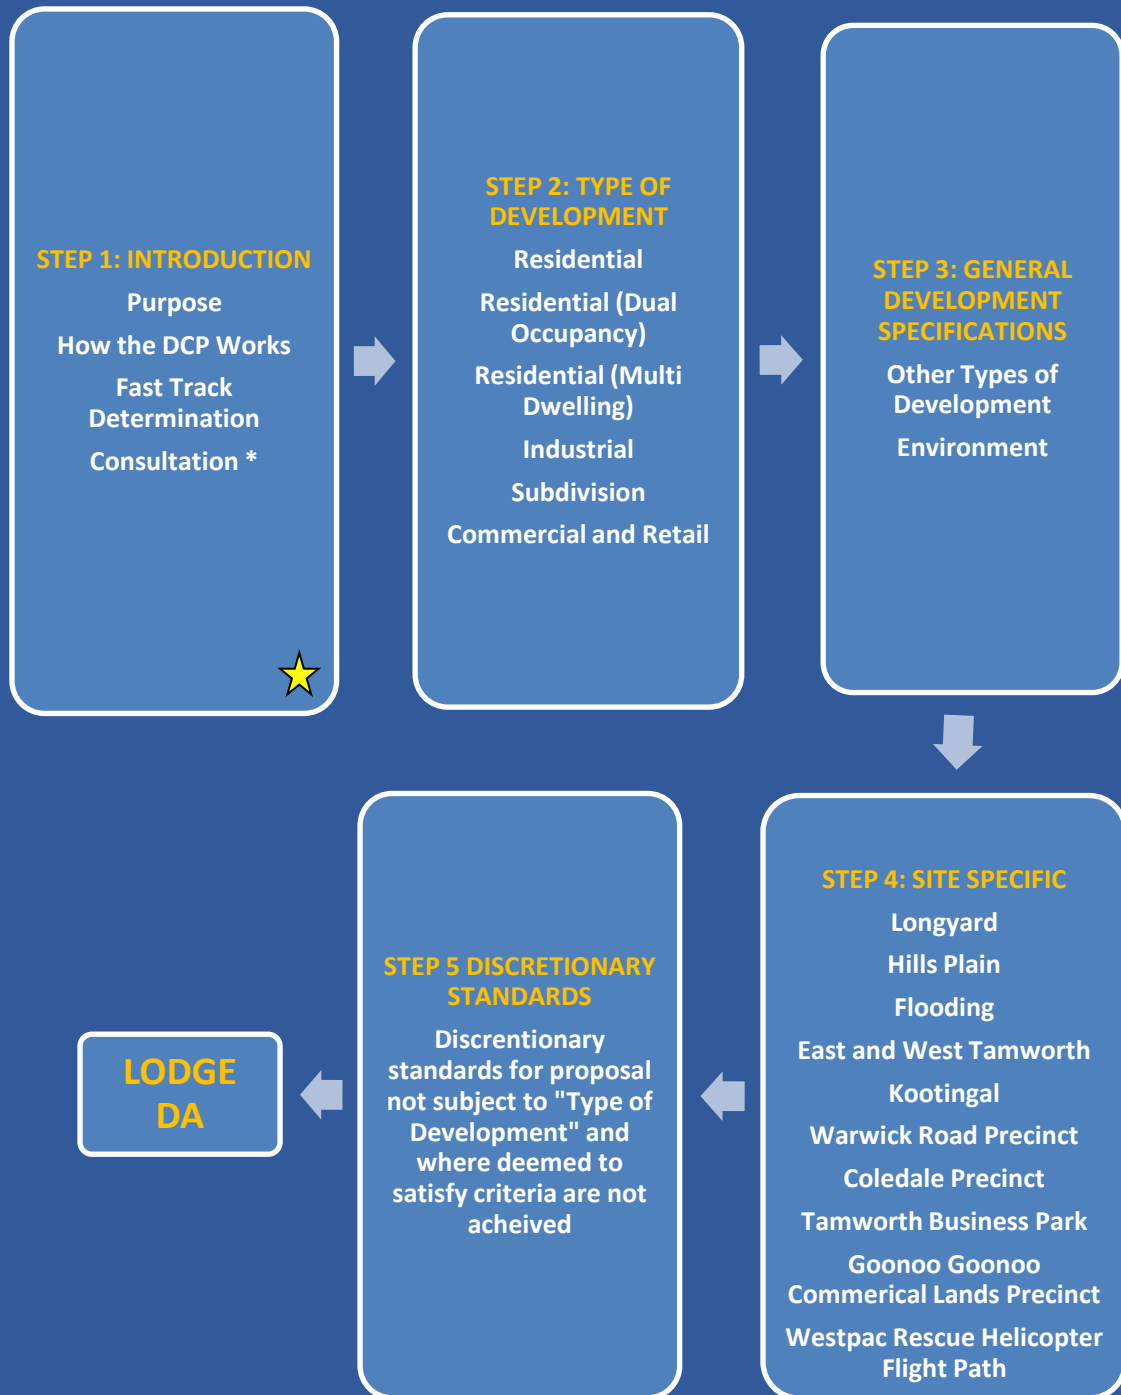 STEP 1: INTRODUCTION
Purpose
How the DCP Works
Fast Track
Determination
Consultation *
STEP 2: TYPE OF
DEVELOPMENT
Residential
Residential (Dual
Occupancy)
Residential (Multi
Dwelling)
Industrial
Subdivision
Commercial and Retail
STEP 3: GENERAL
DEVELOPMENT
SPECIFICATIONS
Other Types of
Development
Environment
STEP 4: SITE SPECIFIC
Longyard
Hills Plain
Flooding
East and West Tamworth
Kootingal
Warwick Road Precinct
Coledale Precinct
Tamworth Business Park
Goonoo Goonoo
Commerical Lands Precinct
Westpac Rescue Helicopter
Flight Path
STEP 5 DISCRETIONARY
STANDARDS
Discrentionary
standards for proposal
not subject to "Type of
Development" and
where deemed to
satisfy criteria are not
acheived
LODGE
DA